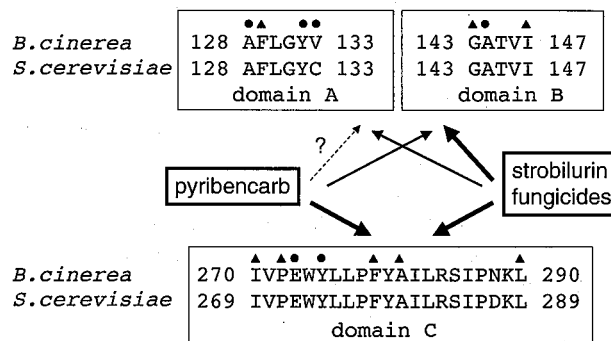 B.cinerea 128 AFLGYV 133 143 GATVI 147
S.cerevisiae 128 AFLGYC 133 143 GATVI 147
domain A domain B
?
pyribencarb
strobilurin
fungicides
B.cinerea 270 IVPEWYLLPFYAILRSIPNKL 290
S.cerevisiae 269 IVPEWYLLPFYAILRSIPDKL 289
domain C